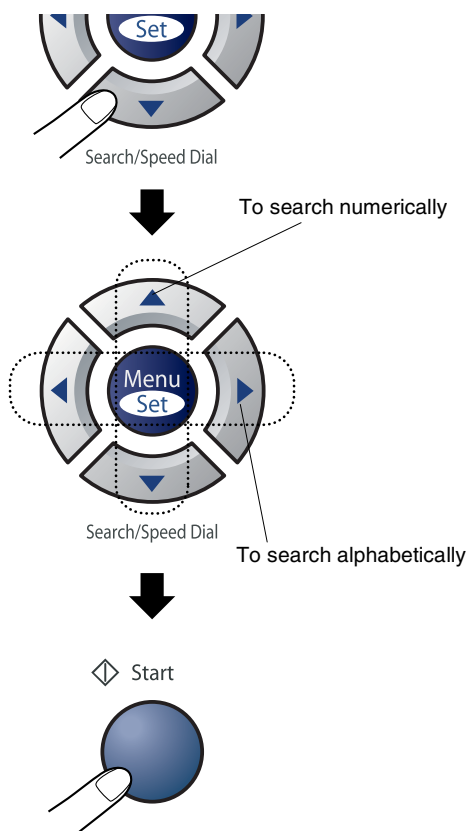 Set
Search/Speed Dial
To search numerically
Menu
Set
Search/Speed Dial
To search alphabetically
Start